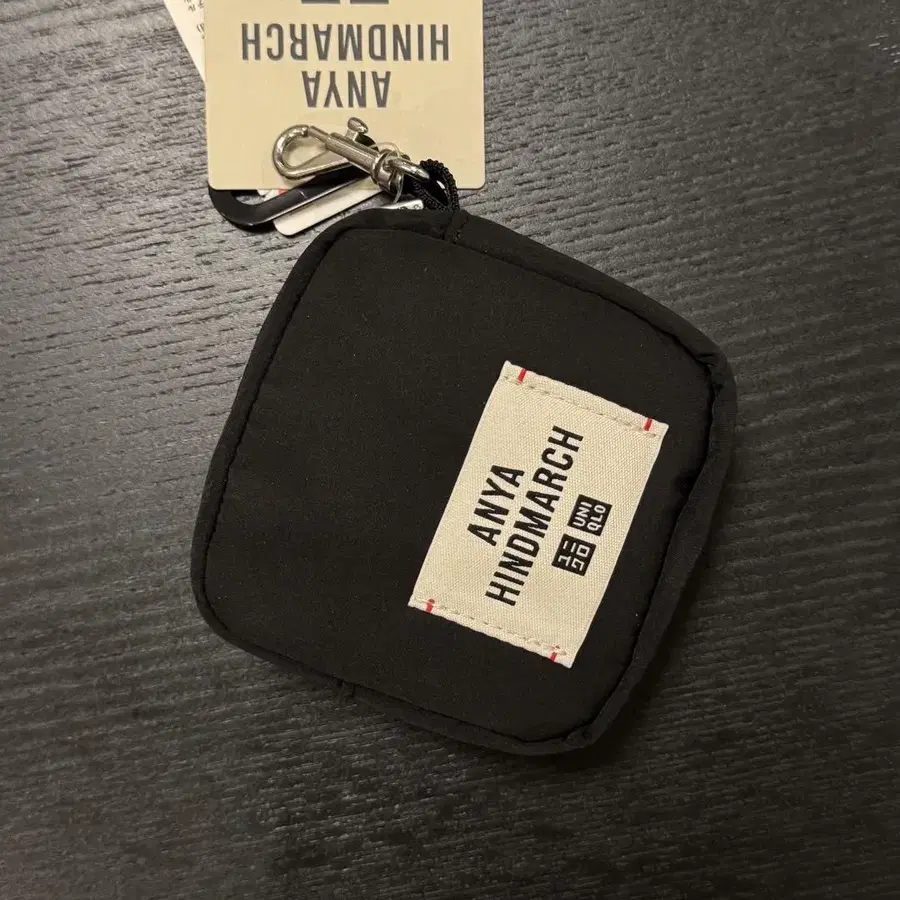 ANYA
HINDMARCH
ANYA
HINDMARCH
ユニ
クロ
UNI
QLO